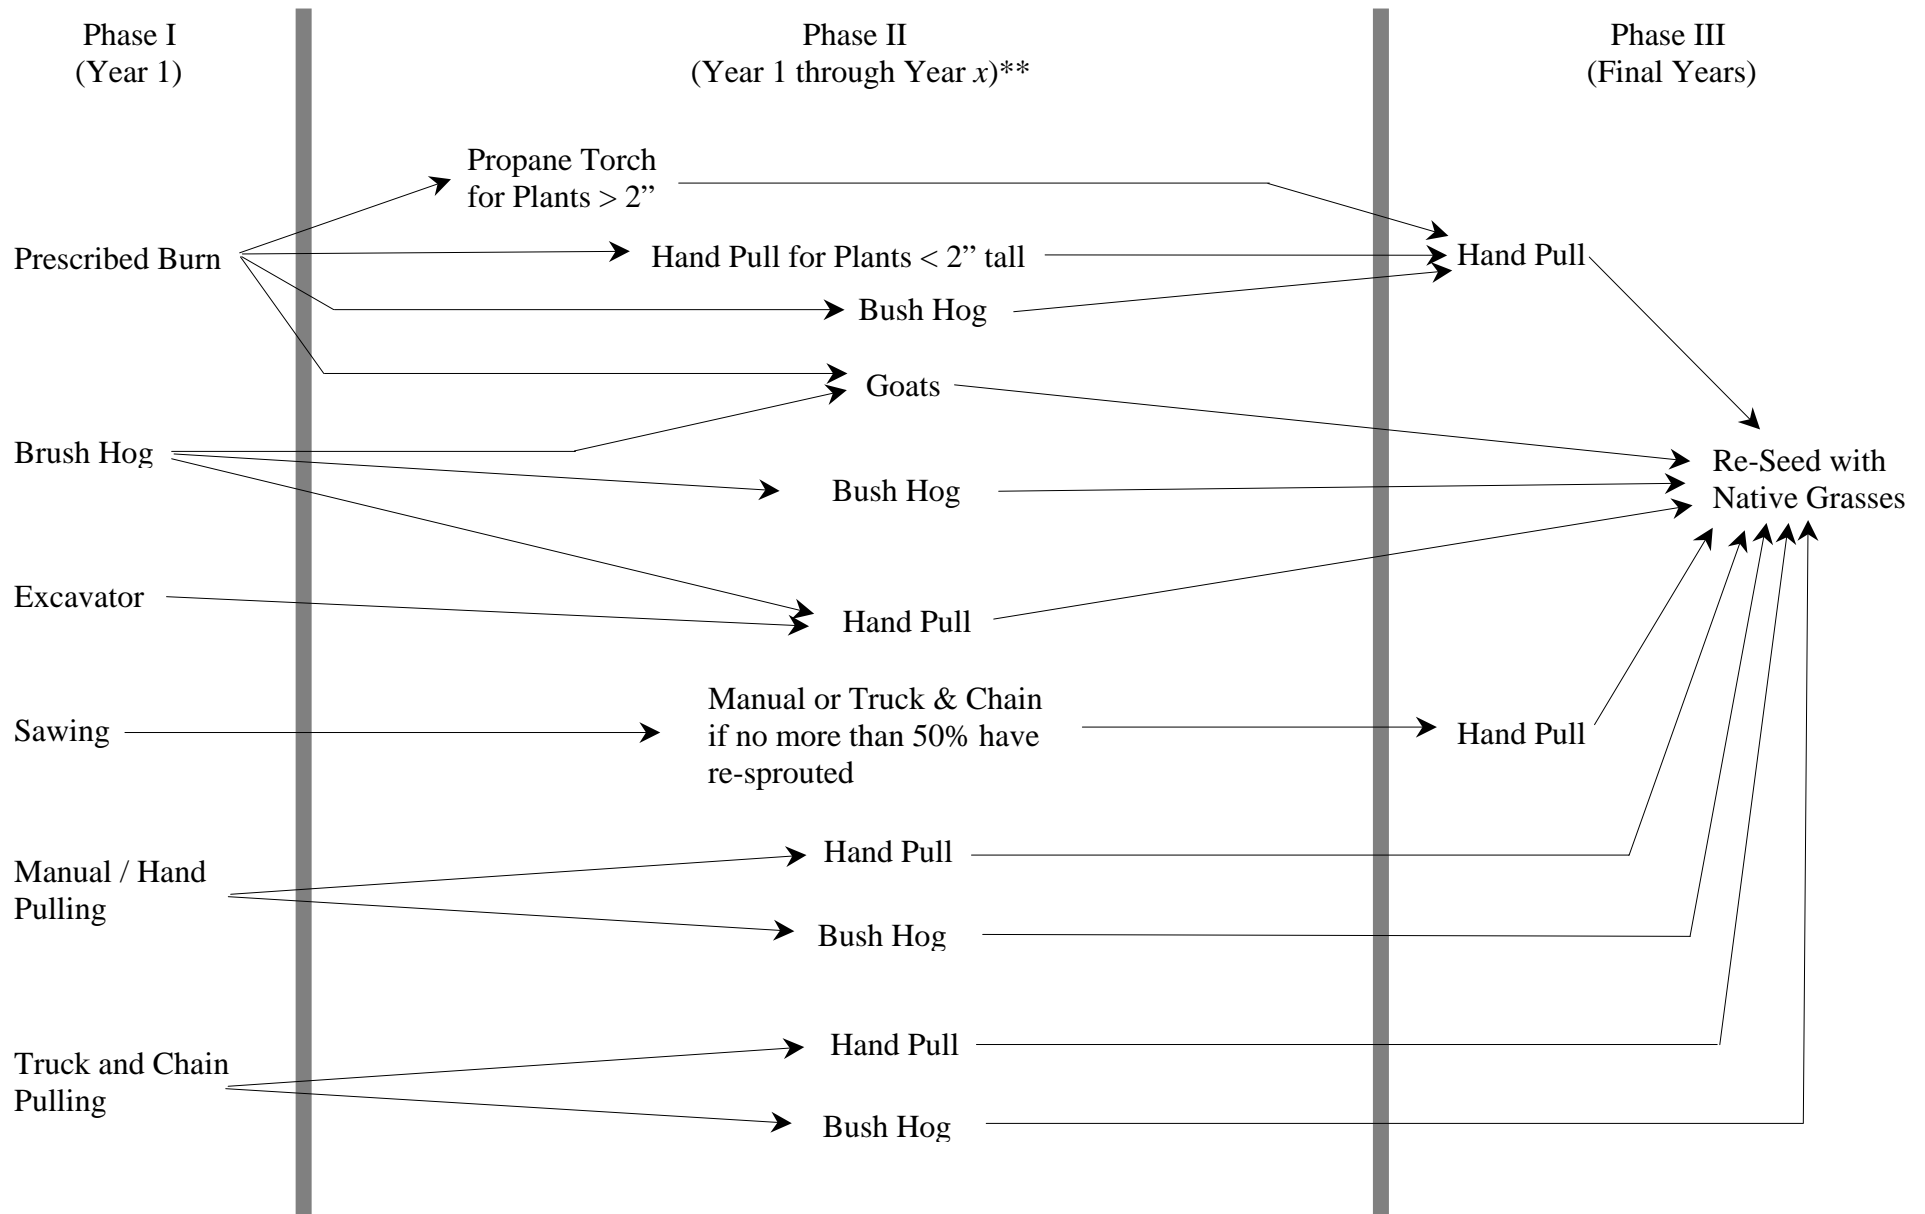 Phase I
(Year 1)
Phase II
(Year 1 through Year x)**
Phase III
(Final Years)
Propane Torch
for Plants > 2”
Prescribed Burn
Hand Pull for Plants < 2” tall
Hand Pull
Bush Hog
Goats
Brush Hog
Bush Hog
Re-Seed with
Native Grasses
Excavator
Hand Pull
Sawing
Manual or Truck & Chain
if no more than 50% have
re-sprouted
Hand Pull
Manual / Hand
Pulling
Hand Pull
Bush Hog
Truck and Chain
Pulling
Hand Pull
Bush Hog